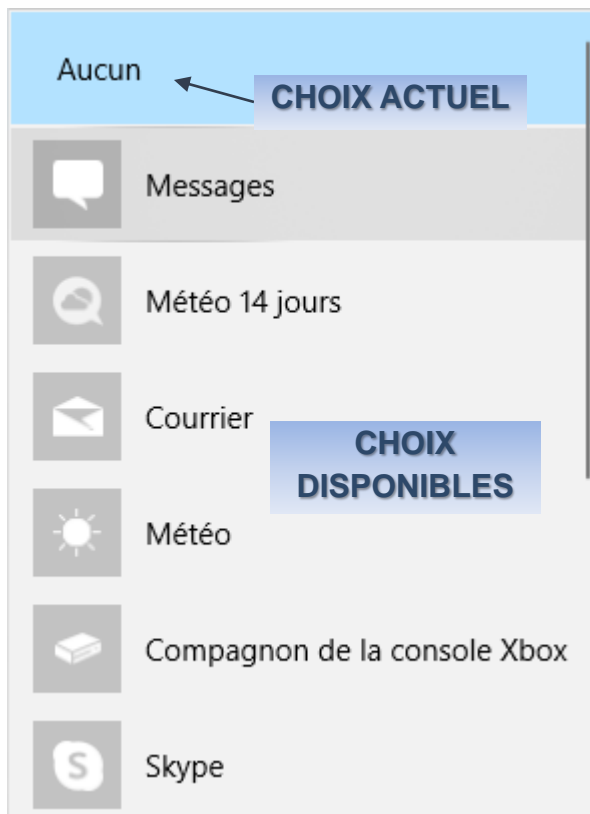 Aucun
CHOIX ACTUEL
Messages
Météo 14 jours
Courrier
CHOIX
DISPONIBLES
Météo
Compagnon de la console Xbox
Skype